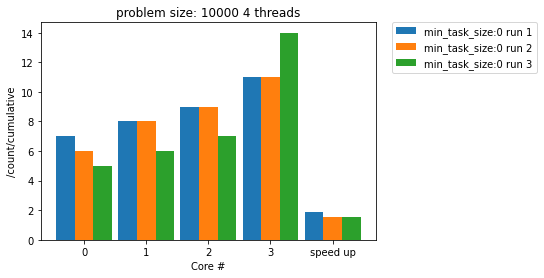 problem size: 10000 4 threads
min_task_size:0 run 1
min_task_size:0 run 2
min_task_size:0 run 3
/count/cumulative
14
12
10
8
6
4
2
0
0 1 2 3 speed up
Core #